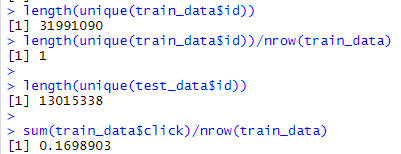 > length(unique(train_data$id))
[1] 31991090
> length(unique(train_data$id))/nrow(train_data)
[1] 1
>
> length(unique(test_data$id))
[1] 13015338
>
> sum(train_data$click)/nrow(train_data)
[1] 0.1698903